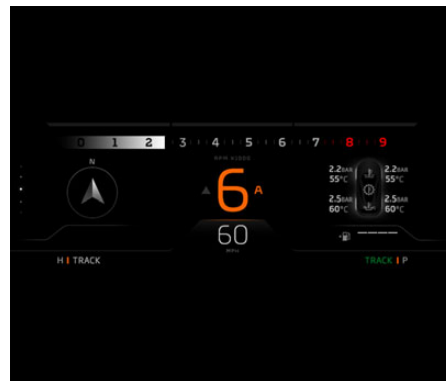 0 1 2 3 4 5 6 7 8 9
RPM X1000
N
6 A
2.2BAR 2.2BAR
55°C 55°C
2.5BAR 2.5BAR
60°C 60°C
60
MPH
H | TRACK TRACK | P